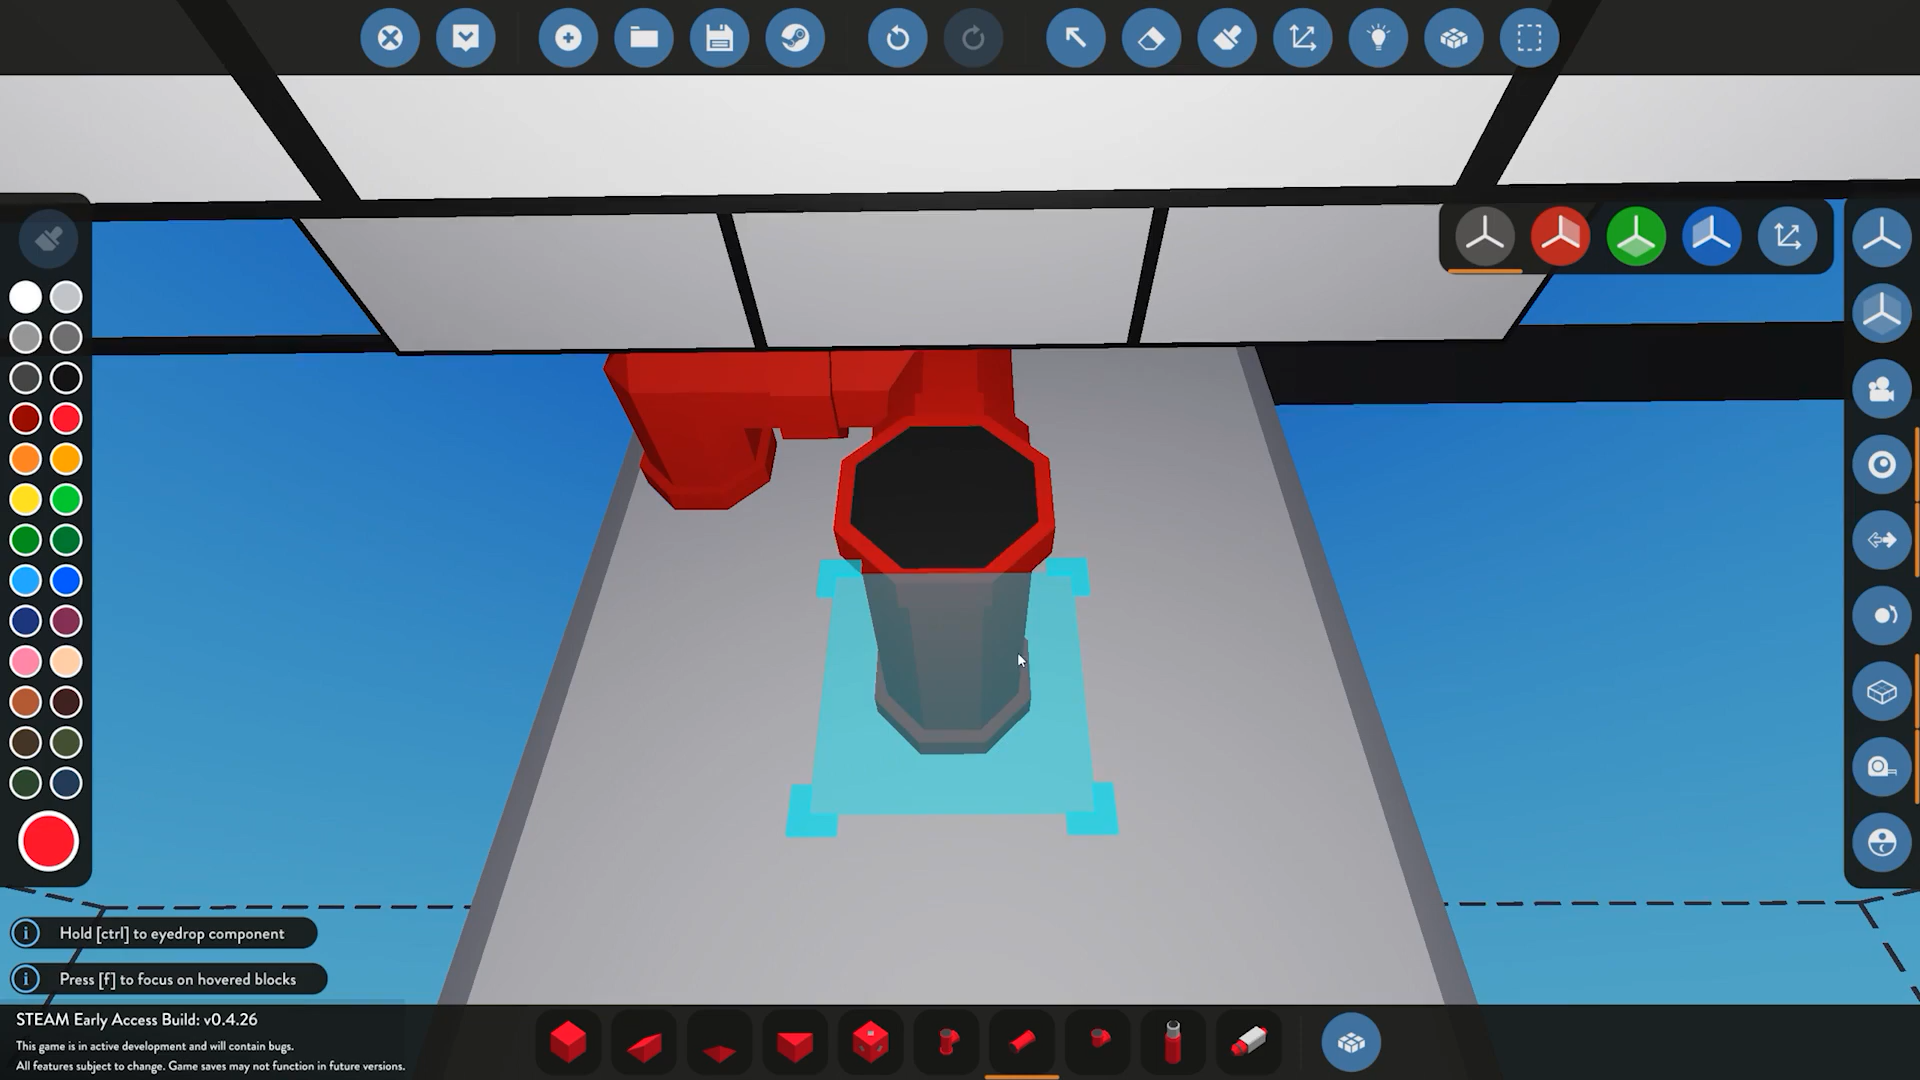 Hold [ctrl] to eyedrop component
Press [f] to focus on hovered blocks
STEAM Early Access Build: v0.4.26
This game is in active development and will contain bugs.
All features subject to change. Game saves may not function in future versions.